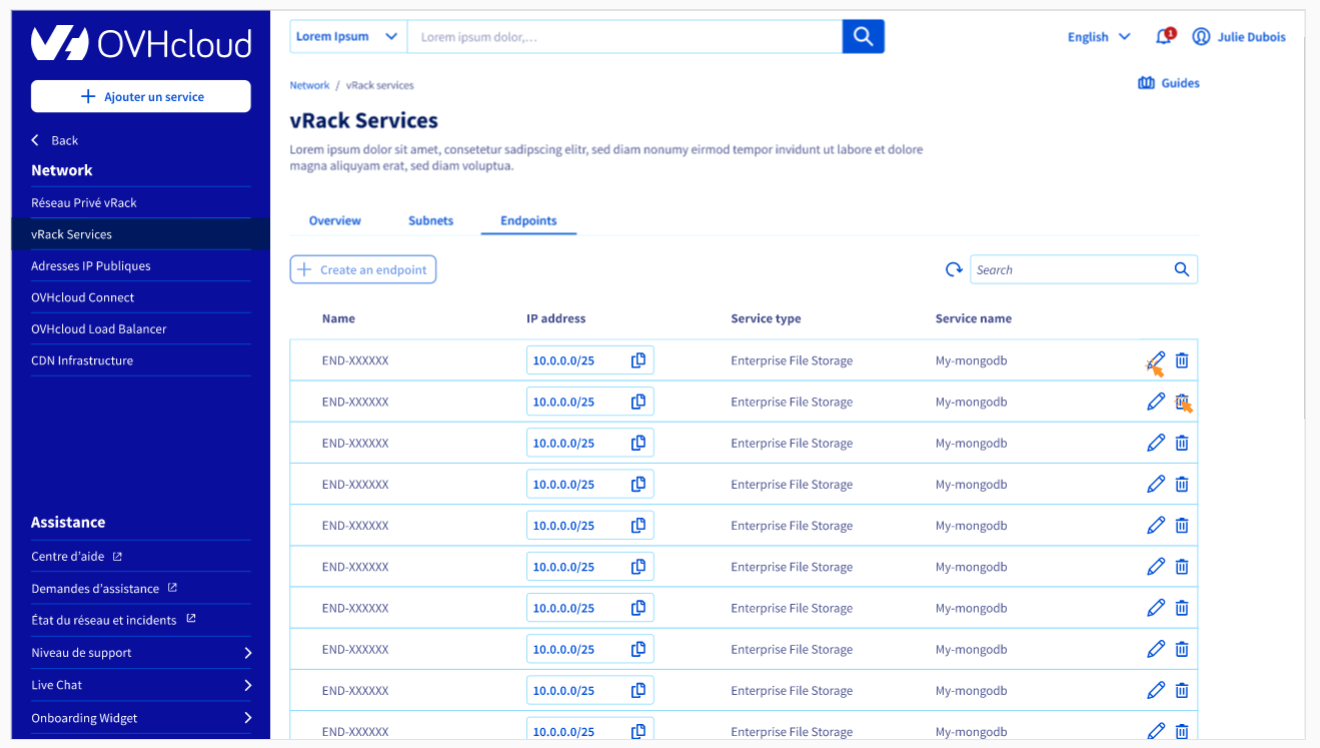 OVHcloud
Ajouter un service
Back
Network
Réseau Privé vRack
vRack Services
Adresses IP Publiques
OVHcloud Connect
OVHcloud Load Balancer
CDN Infrastructure
Assistance
Centre d'aide
Demandes d'assistance
État du réseau et incidents
Niveau de support
Live Chat
Onboarding Widget
Lorem Ipsum Lorem ipsum dolor,... English 1 Julie Dubois
Network / vRack services Guides
vRack Services
Lorem ipsum dolor sit amet, consetetur sadipscing elitr, sed diam nonumy eirmod tempor invidunt ut labore et dolore
magna aliquyam erat, sed diam voluptua.
Overview Subnets Endpoints
Create an endpoint Search
Name IP address Service type Service name
END-XXXXXX 10.0.0.0/25 Enterprise File Storage My-mongodb
END-XXXXXX 10.0.0.0/25 Enterprise File Storage My-mongodb
END-XXXXXX 10.0.0.0/25 Enterprise File Storage My-mongodb
END-XXXXXX 10.0.0.0/25 Enterprise File Storage My-mongodb
END-XXXXXX 10.0.0.0/25 Enterprise File Storage My-mongodb
END-XXXXXX 10.0.0.0/25 Enterprise File Storage My-mongodb
END-XXXXXX 10.0.0.0/25 Enterprise File Storage My-mongodb
END-XXXXXX 10.0.0.0/25 Enterprise File Storage My-mongodb
END-XXXXXX 10.0.0.0/25 Enterprise File Storage My-mongodb
END-XXXXXX 10.0.0.0/25 Enterprise File Storage My-mongodb